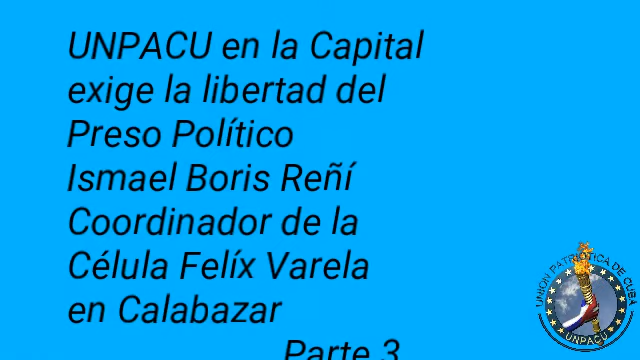 UNPACU en la Capital
exige la libertad del
Preso Político
Ismael Boris Reñí
Coordinador de la
Célula Felíx Varela
en Calabazar
Parte 3
UNION PATRIOTICA DE CUBA
UNPACU